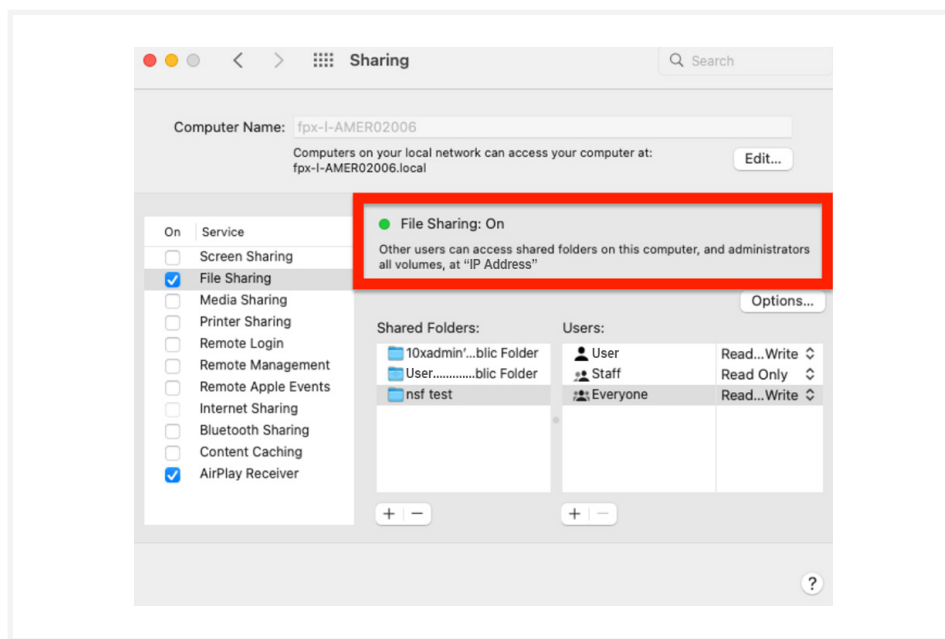 Sharing
Search
Computer Name: fpx-l-AMER02006
Computers on your local network can access your computer at:
fpx-l-AMER02006.local
Edit...
File Sharing: On
Other users can access shared folders on this computer, and administrators
all volumes, at “IP Address”
On Service
Screen Sharing
File Sharing
Media Sharing
Printer Sharing
Remote Login
Remote Management
Remote Apple Events
Internet Sharing
Bluetooth Sharing
Content Caching
AirPlay Receiver
Options...
Shared Folders:
10xadmin'...blic Folder
User.............blic Folder
nsf test
Users:
User Read...Write
Staff Read Only
Everyone Read...Write
+ −
+ −
?